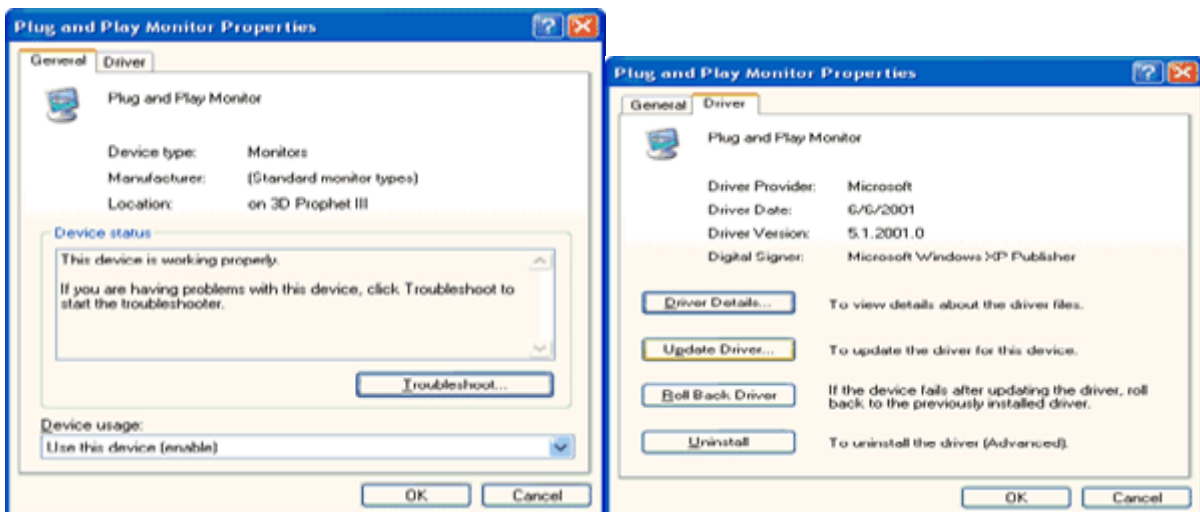 Plug and Play Monitor Properties
General Driver
Plug and Play Monitor
Device type: Monitors
Manufacturer: (Standard monitor types)
Location: on 3D Prophet III
Device status
This device is working properly.
If you are having problems with this device, click Troubleshoot to
start the troubleshooter.
Troubleshoot...
Device usage:
Use this device (enable)
OK Cancel
Plug and Play Monitor Properties
General Driver
Plug and Play Monitor
Driver Provider: Microsoft
Driver Date: 6/6/2001
Driver Version: 5.1.2001.0
Digital Signer: Microsoft Windows XP Publisher
Driver Details... To view details about the driver files.
Update Driver... To update the driver for this device.
Roll Back Driver If the device fails after updating the driver, roll
back to the previously installed driver.
Uninstall To uninstall the driver (Advanced).
OK Cancel